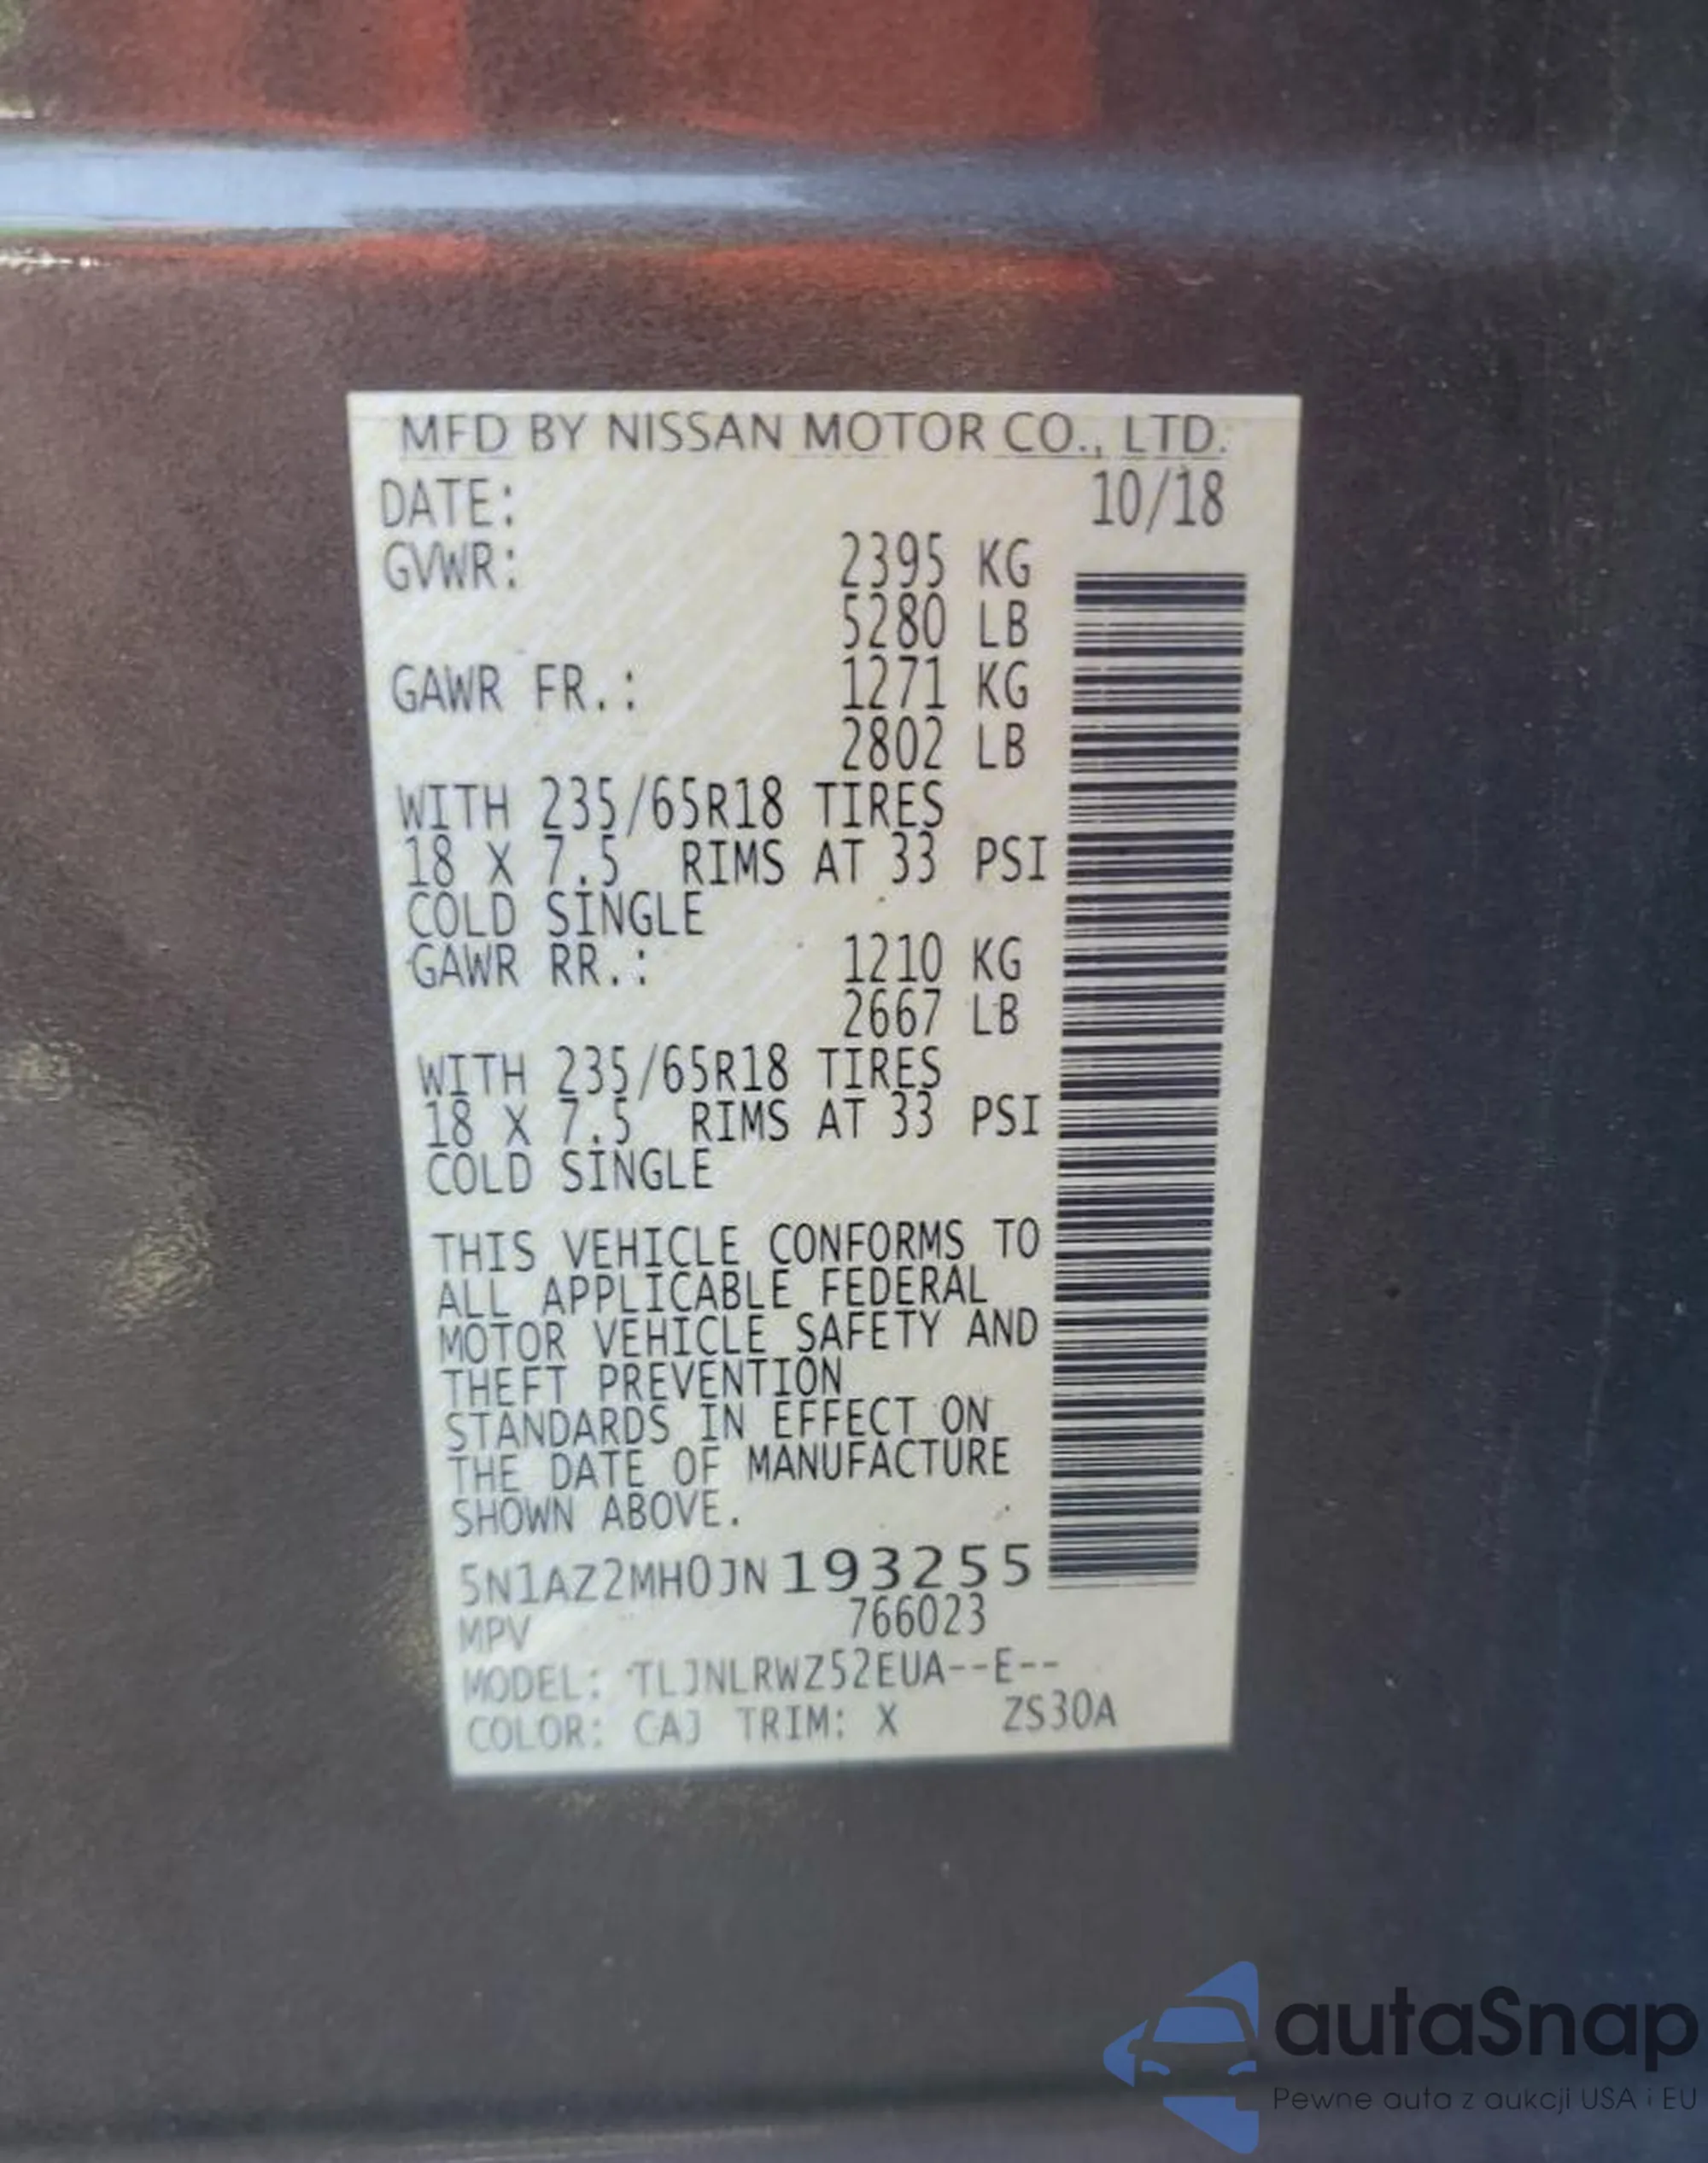 MFD BY NISSAN MOTOR CO., LTD.
DATE: 10/18
GVWR: 2395 KG
5280 LB
GAWR FR.: 1271 KG
2802 LB
WITH 235/65R18 TIRES
18 X 7.5 RIMS AT 33 PSI
COLD SINGLE
GAWR RR.: 1210 KG
2667 LB
WITH 235/65R18 TIRES
18 X 7.5 RIMS AT 33 PSI
COLD SINGLE
THIS VEHICLE CONFORMS TO
ALL APPLICABLE FEDERAL
MOTOR VEHICLE SAFETY AND
THEFT PREVENTION
STANDARDS IN EFFECT ON
THE DATE OF MANUFACTURE
SHOWN ABOVE.
5N1AZ2MH0JN193255
MPV 766023
MODEL: TLJNLRWZ52EUA--E--
COLOR: CAJ TRIM: X ZS30A
autaSnap
Pewne auta z aukcji USA i EU